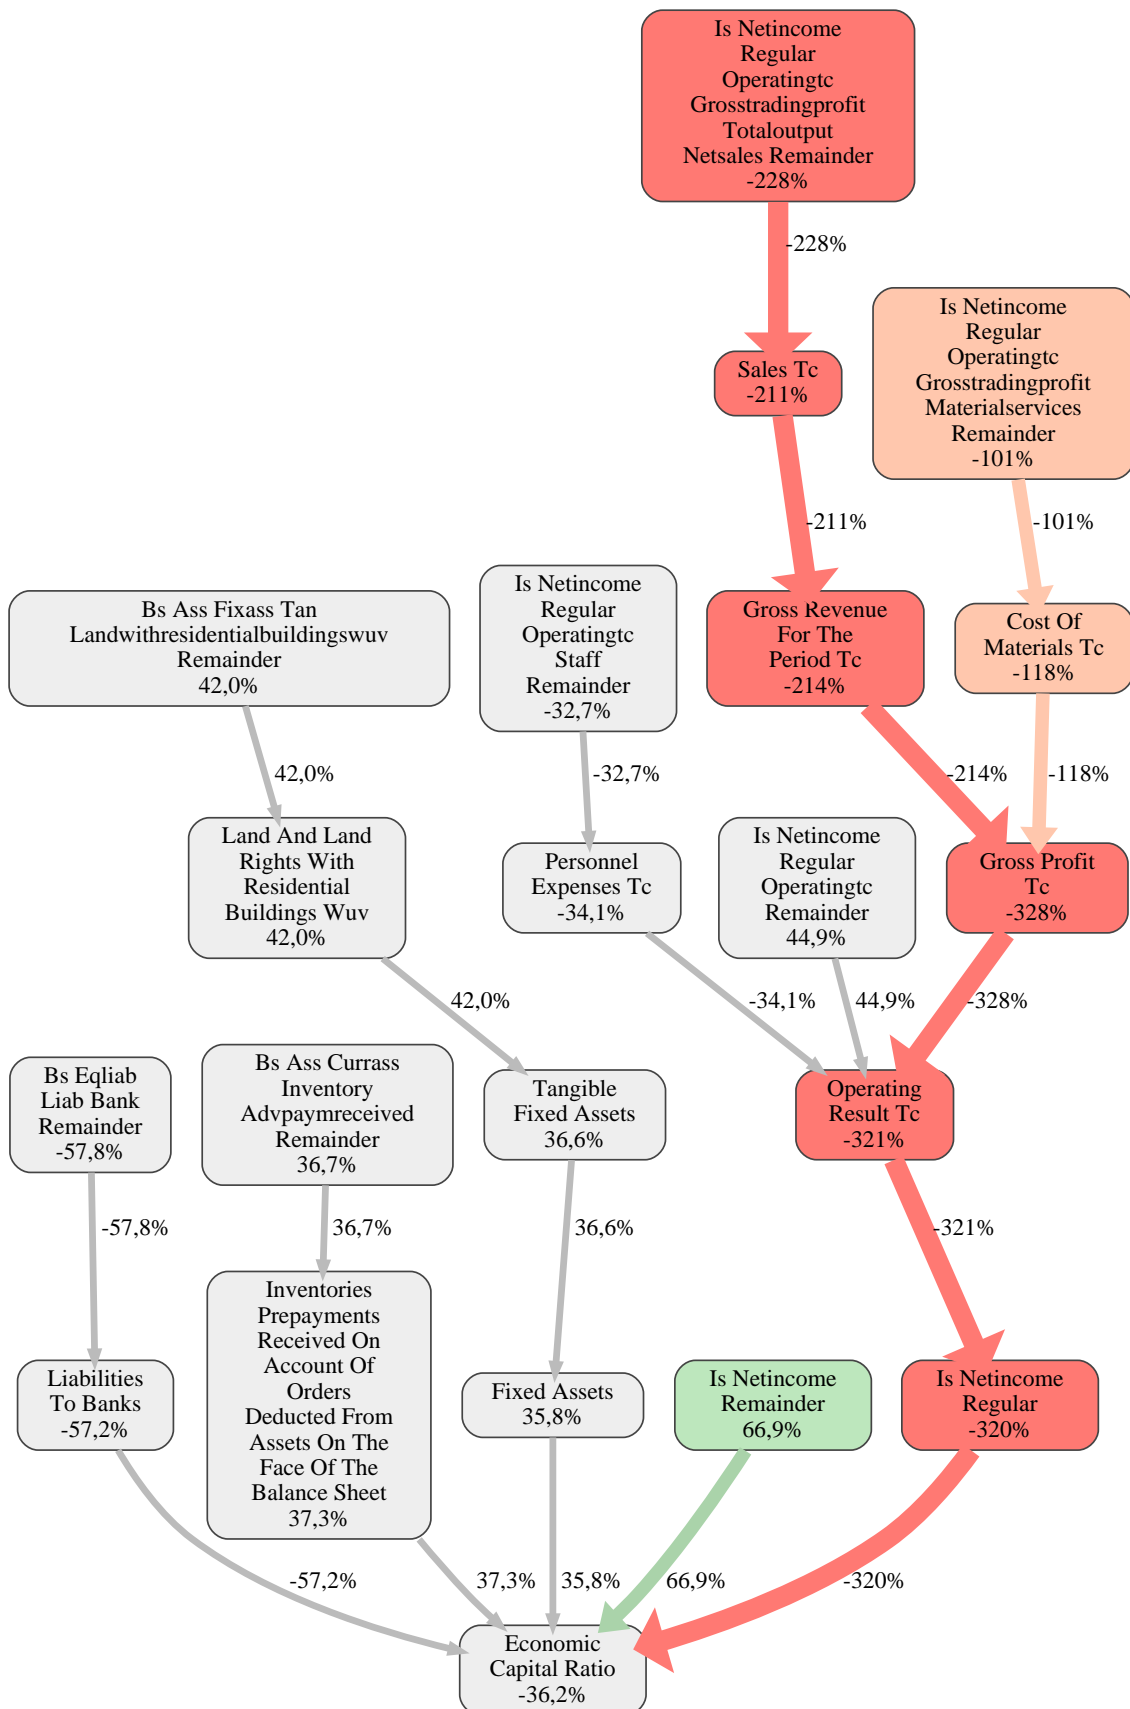 Is Netincome
Regular
Operatingtc
Grosstradingprofit
Totaloutput
Netsales Remainder
-228%
-228%
Is Netincome
Regular
Operatingtc
Grosstradingprofit
Materialservices
Remainder
-101%
Sales Tc
-211%
-211%
-101%
Bs Ass Fixass Tan
Landwithresidentialbuildingswuv
Remainder
42,0%
Is Netincome
Regular
Operatingtc
Staff
Remainder
-32,7%
Gross Revenue
For The
Period Tc
-214%
Cost Of
Materials Tc
-118%
42,0%
-32,7%
-214%
-118%
Land And Land
Rights With
Residential
Buildings Wuv
42,0%
Personnel
Expenses Tc
-34,1%
Is Netincome
Regular
Operatingtc
Remainder
44,9%
Gross Profit
Tc
-328%
42,0%
-34,1%
44,9%
-328%
Bs Eqliab
Liab Bank
Remainder
-57,8%
Bs Ass Currass
Inventory
Advpaymreceived
Remainder
36,7%
Tangible
Fixed Assets
36,6%
Operating
Result Tc
-321%
-57,8%
36,7%
36,6%
-321%
Liabilities
To Banks
-57,2%
Inventories
Prepayments
Received On
Account Of
Orders
Deducted From
Assets On The
Face Of The
Balance Sheet
37,3%
Fixed Assets
35,8%
Is Netincome
Remainder
66,9%
Is Netincome
Regular
-320%
-57,2%
37,3%
35,8%
66,9%
-320%
Economic
Capital Ratio
-36,2%